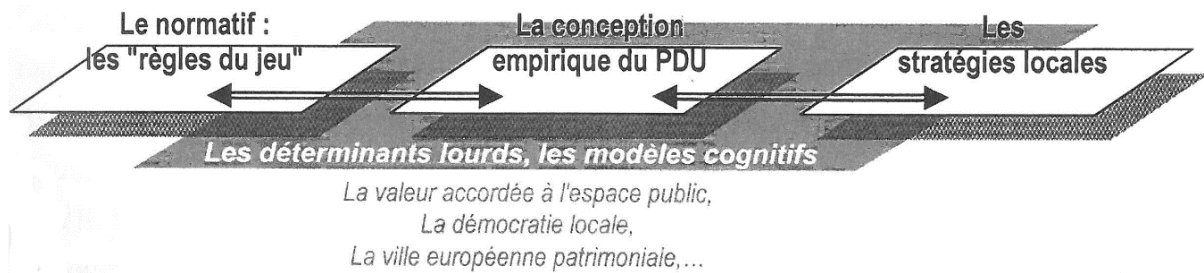 Le normatif :
les "règles du jeu"
La conception
empirique du PDU
Les
stratégies locales
Les déterminants lourds, les modèles cognitifs
La valeur accordée à l'espace public,
La démocratie locale,
La ville européenne patrimoniale,...